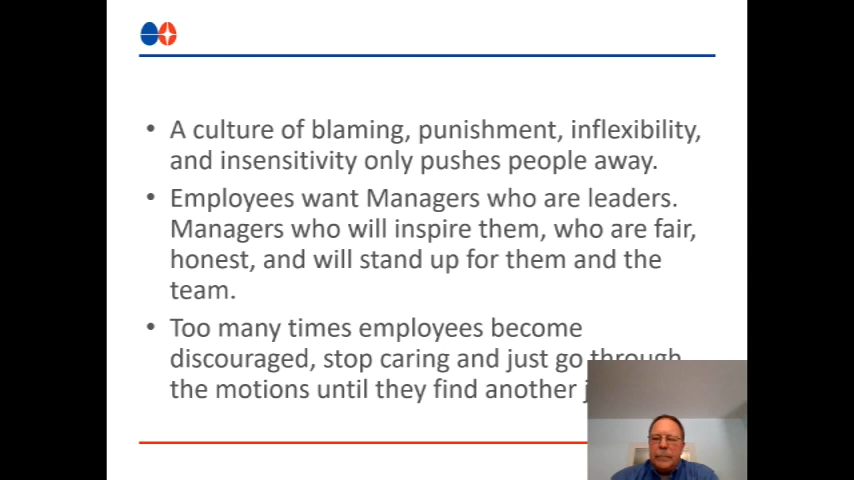 • A culture of blaming, punishment, inflexibility,
and insensitivity only pushes people away.
• Employees want Managers who are leaders.
Managers who will inspire them, who are fair,
honest, and will stand up for them and the
team.
• Too many times employees become
discouraged, stop caring and just go through
the motions until they find another